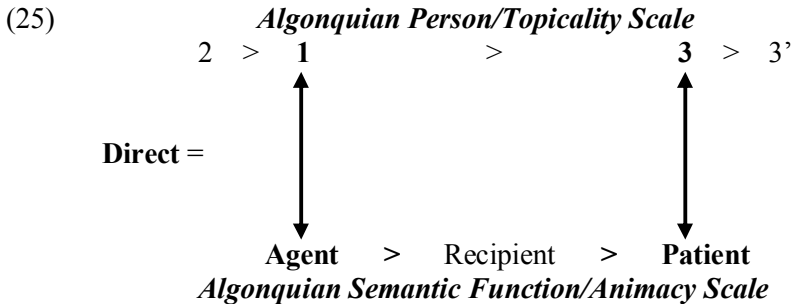 (25) Algonquian Person/Topicality Scale
2 > 1 > 3 > 3’
Direct =
Agent > Recipient > Patient
Algonquian Semantic Function/Animacy Scale